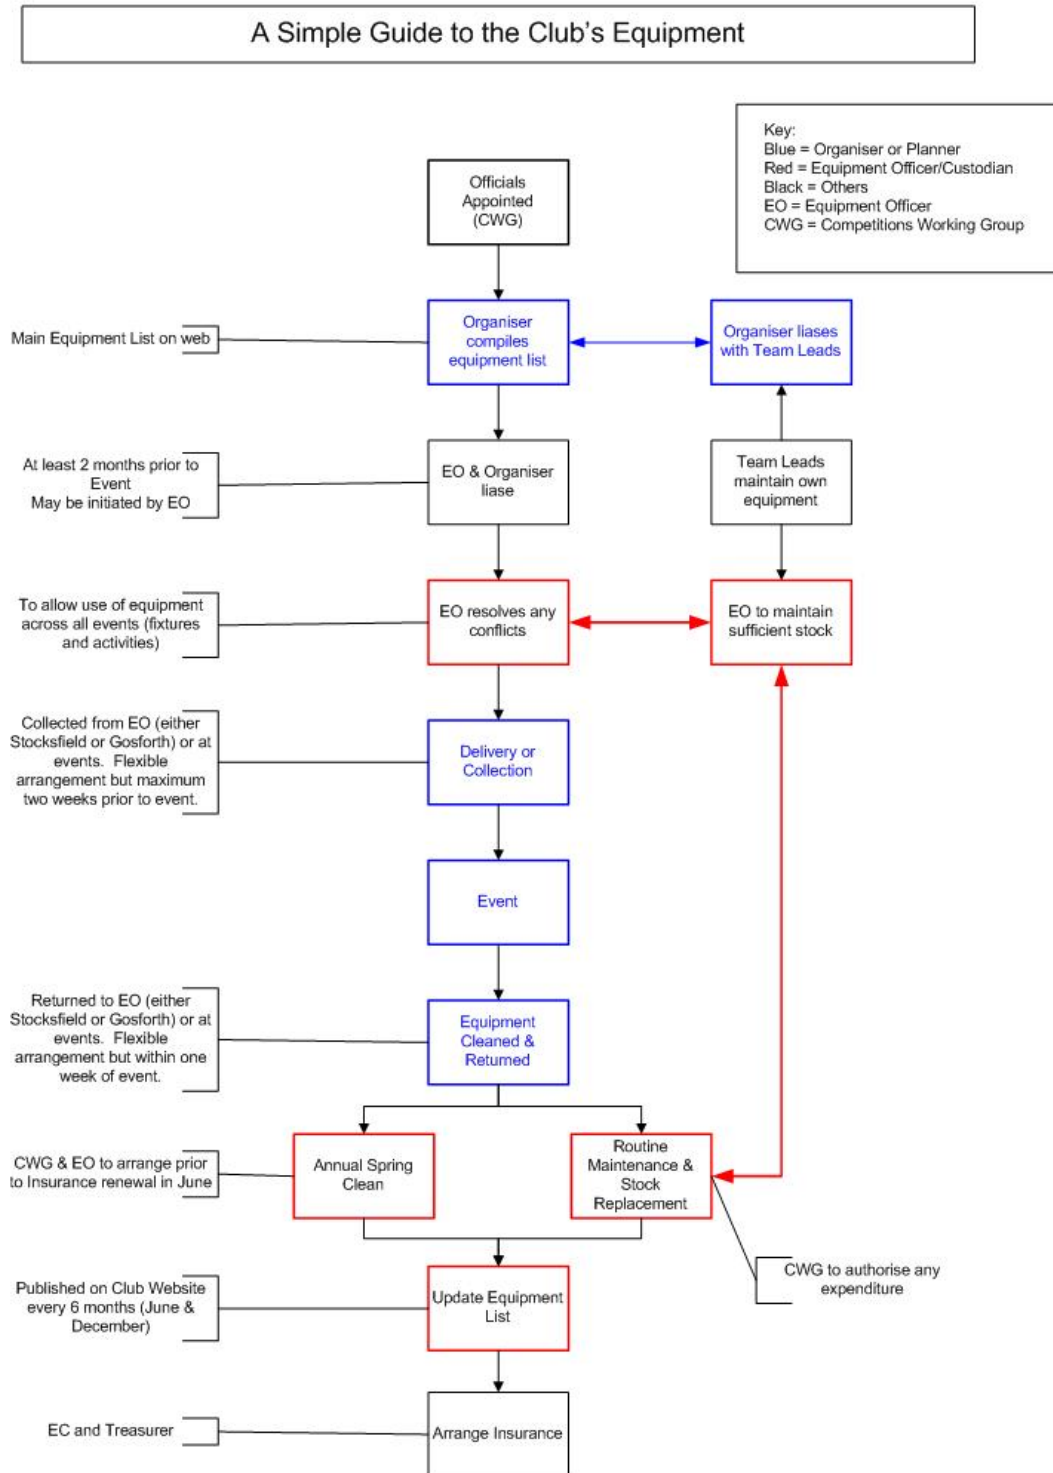 A Simple Guide to the Club's Equipment
Key:
Blue = Organiser or Planner
Red = Equipment Officer/Custodian
Black = Others
EO = Equipment Officer
CWG = Competitions Working Group
Officials
Appointed
(CWG)
Main Equipment List on web
Organiser
compiles
equipment list
Organiser liases
with Team Leads
At least 2 months prior to
Event
May be initiated by EO
EO & Organiser
liase
Team Leads
maintain own
equipment
To allow use of equipment
across all events (fixtures
and activities)
EO resolves any
conflicts
EO to maintain
sufficient stock
Collected from EO (either
Stocksfield or Gosforth) or at
events. Flexible
arrangement but maximum
two weeks prior to event.
Delivery or
Collection
Event
Returned to EO (either
Stocksfield or Gosforth) or at
events. Flexible
arrangement but within one
week of event.
Equipment
Cleaned &
Returned
CWG & EO to arrange prior
to Insurance renewal in June
Annual Spring
Clean
Routine
Maintenance &
Stock
Replacement
CWG to authorise any
expenditure
Published on Club Website
every 6 months (June &
December)
Update Equipment
List
EC and Treasurer
Arrange Insurance